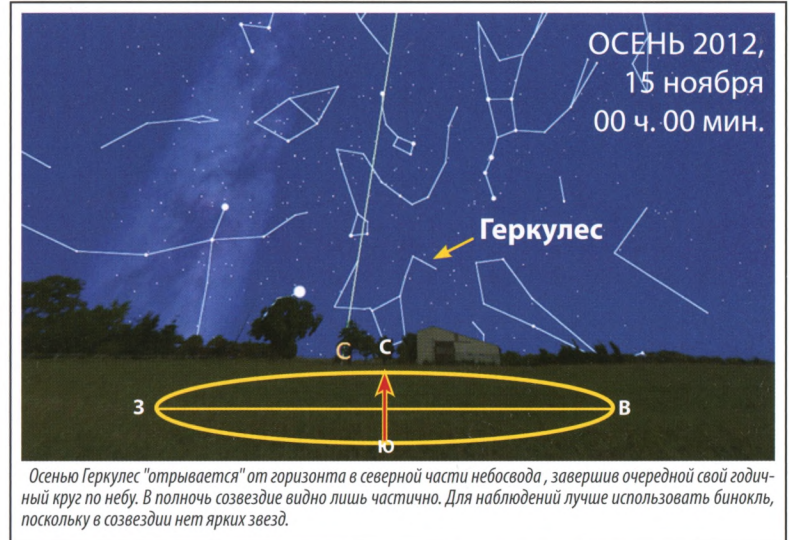 ОСЕНЬ 2012,
15 ноября
00 ч. 00 мин.
Геркулес
С
С
З
В
Ю
Осенью Геркулес "отрывается" от горизонта в северной части небосвода , завершив очередной свой годич-
ный круг по небу. В полночь созвездие видно лишь частично. Для наблюдений лучше использовать бинокль,
поскольку в созвездии нет ярких звезд.